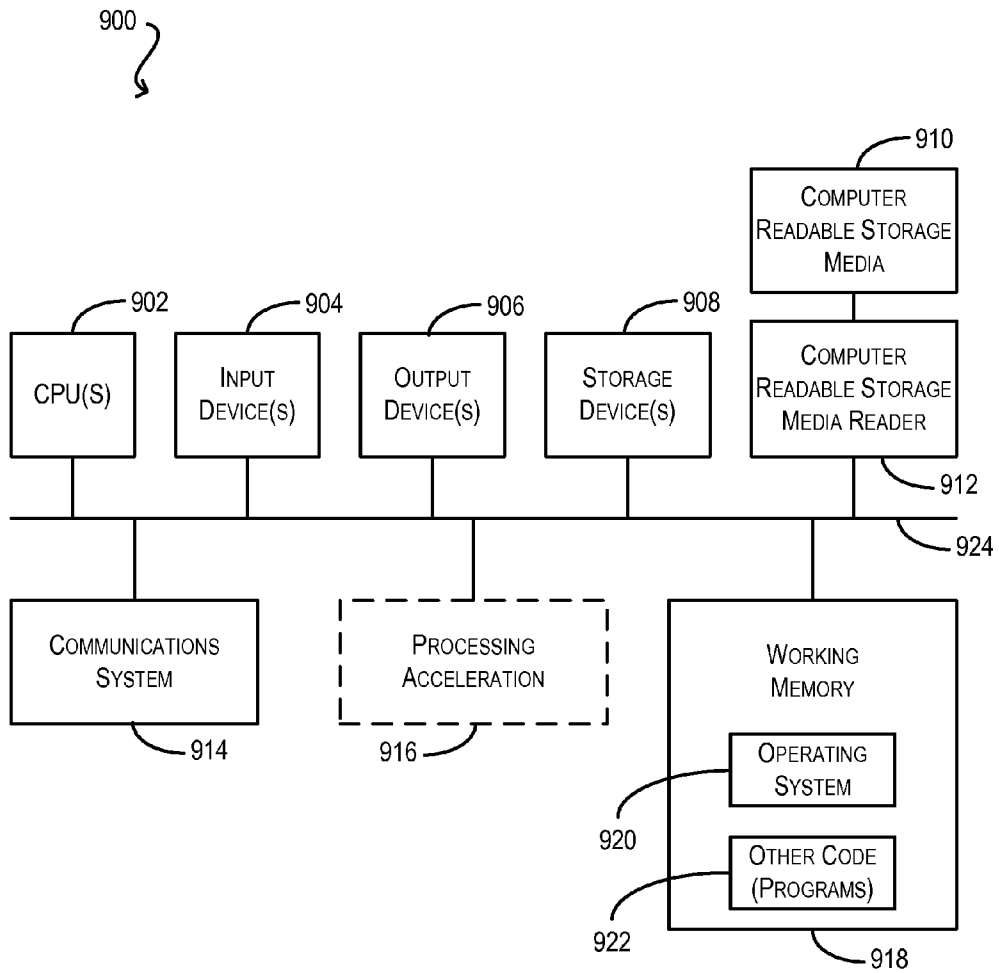 900
910
COMPUTER
READABLE STORAGE
MEDIA
902
904
906
908
CPU(S)
INPUT
DEVICE(S)
OUTPUT
DEVICE(S)
STORAGE
DEVICE(S)
COMPUTER
READABLE STORAGE
MEDIA READER
912
924
COMMUNICATIONS
SYSTEM
914
PROCESSING
ACCELERATION
916
WORKING
MEMORY
OPERATING
SYSTEM
920
OTHER CODE
(PROGRAMS)
922
918